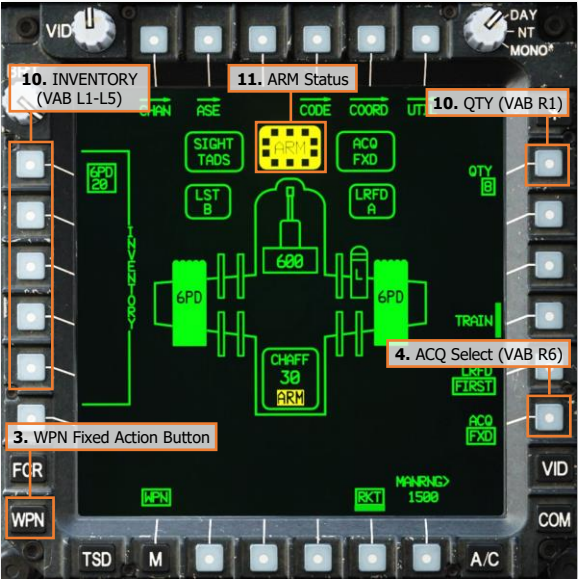 VID
DAY
NT
MONO*
10. INVENTORY
(VAB L1-L5)
11. ARM Status
10. QTY (VAB R1)
CHAN
ASE
CODE
COORD
SIGHT
TADS
ARM
ACQ
FXD
6PD
20
QTY
8
LST
B
LRFD
A
INVENTORY
600
L
6PD
6PD
TRAIN
4. ACQ Select (VAB R6)
CHAFF
30
ARM
LRFD
FIRST
ACQ
FXD
3. WPN Fixed Action Button
FCR
VID
WPN
RKT
MANRNG>
1500
WPN
COM
TSD
M
A/C